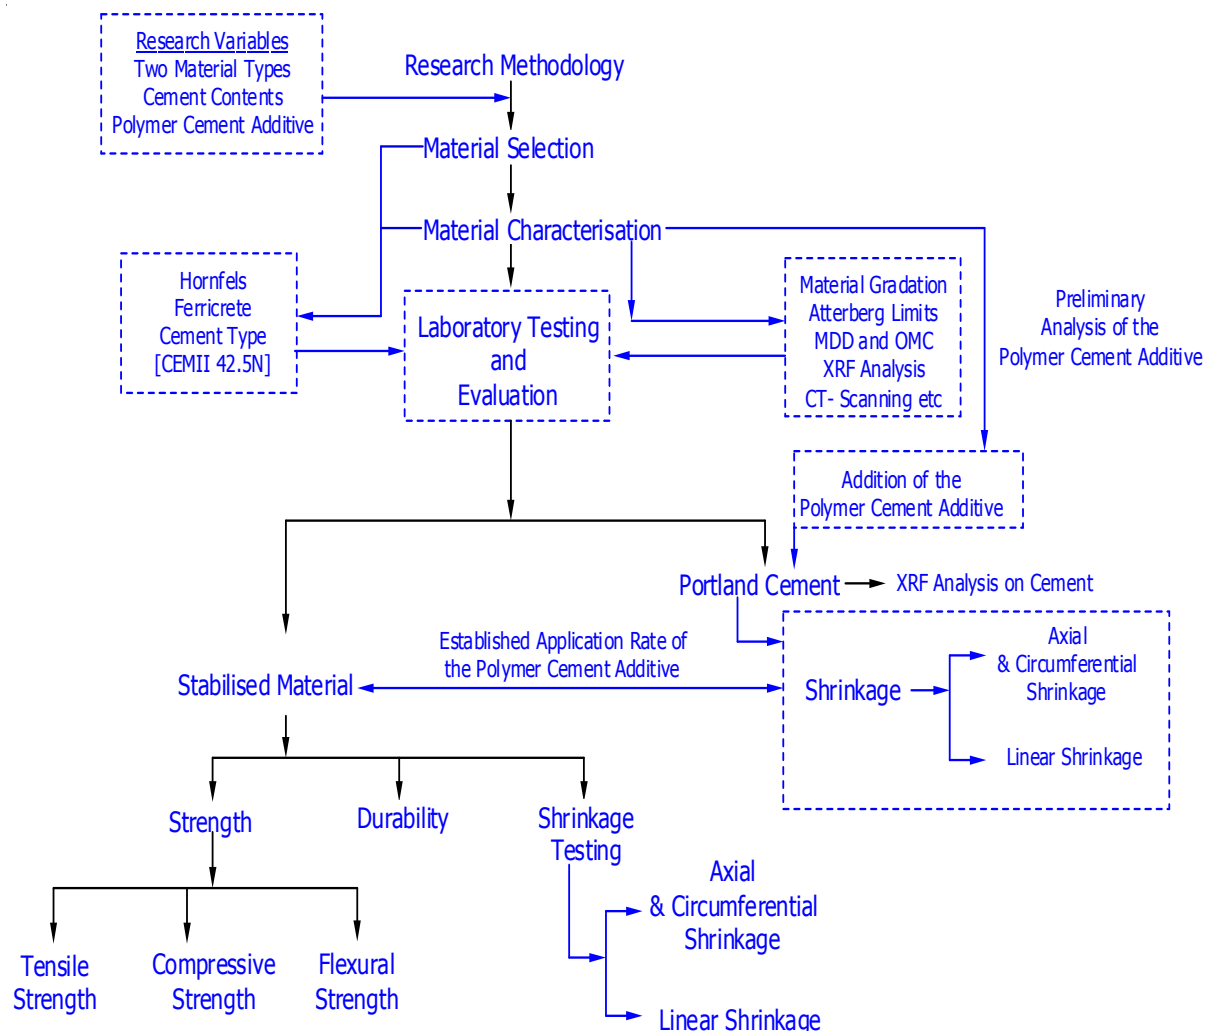 Research Variables
Two Material Types
Cement Contents
Polymer Cement Additive
Research Methodology
Material Selection
Material Characterisation
Hornfels
Ferricrete
Cement Type
[CEMII 42.5N]
Laboratory Testing
and
Evaluation
Material Gradation
Atterberg Limits
MDD and OMC
XRF Analysis
CT- Scanning etc
Preliminary
Analysis of the
Polymer Cement Additive
Addition of the
Polymer Cement Additive
Portland Cement
XRF Analysis on Cement
Established Application Rate of
the Polymer Cement Additive
Stabilised Material
Shrinkage
Axial
& Circumferential
Shrinkage
Linear Shrinkage
Strength
Durability
Shrinkage
Testing
Axial
& Circumferential
Shrinkage
Linear Shrinkage
Tensile
Strength
Compressive
Strength
Flexural
Strength